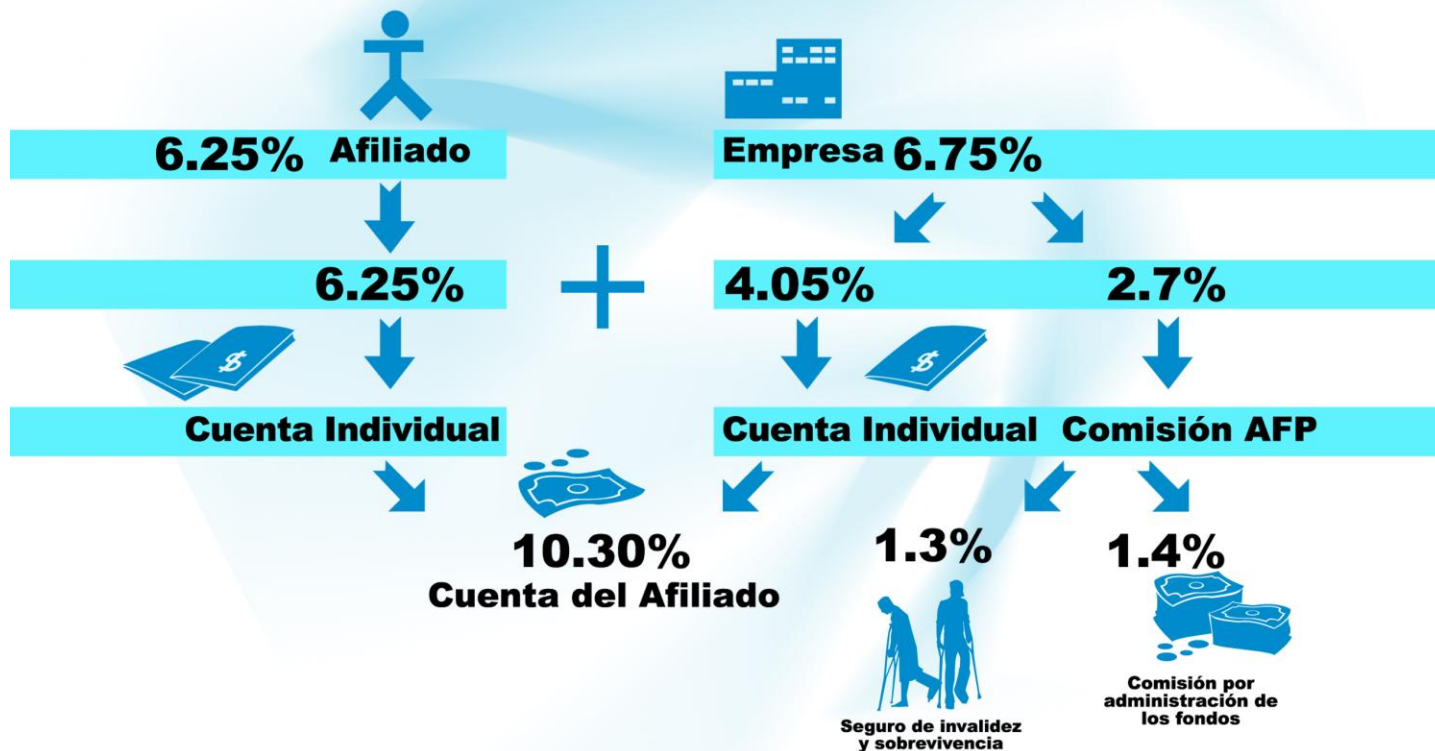 6.25% Afiliado
Empresa 6.75%
6.25%
4.05%
2.7%
$
$
Cuenta Individual
Cuenta Individual
Comisión AFP
10.30%
Cuenta del Afiliado
1.3%
1.4%
Seguro de invalidez
y sobrevivencia
Comisión por
administración de
los fondos